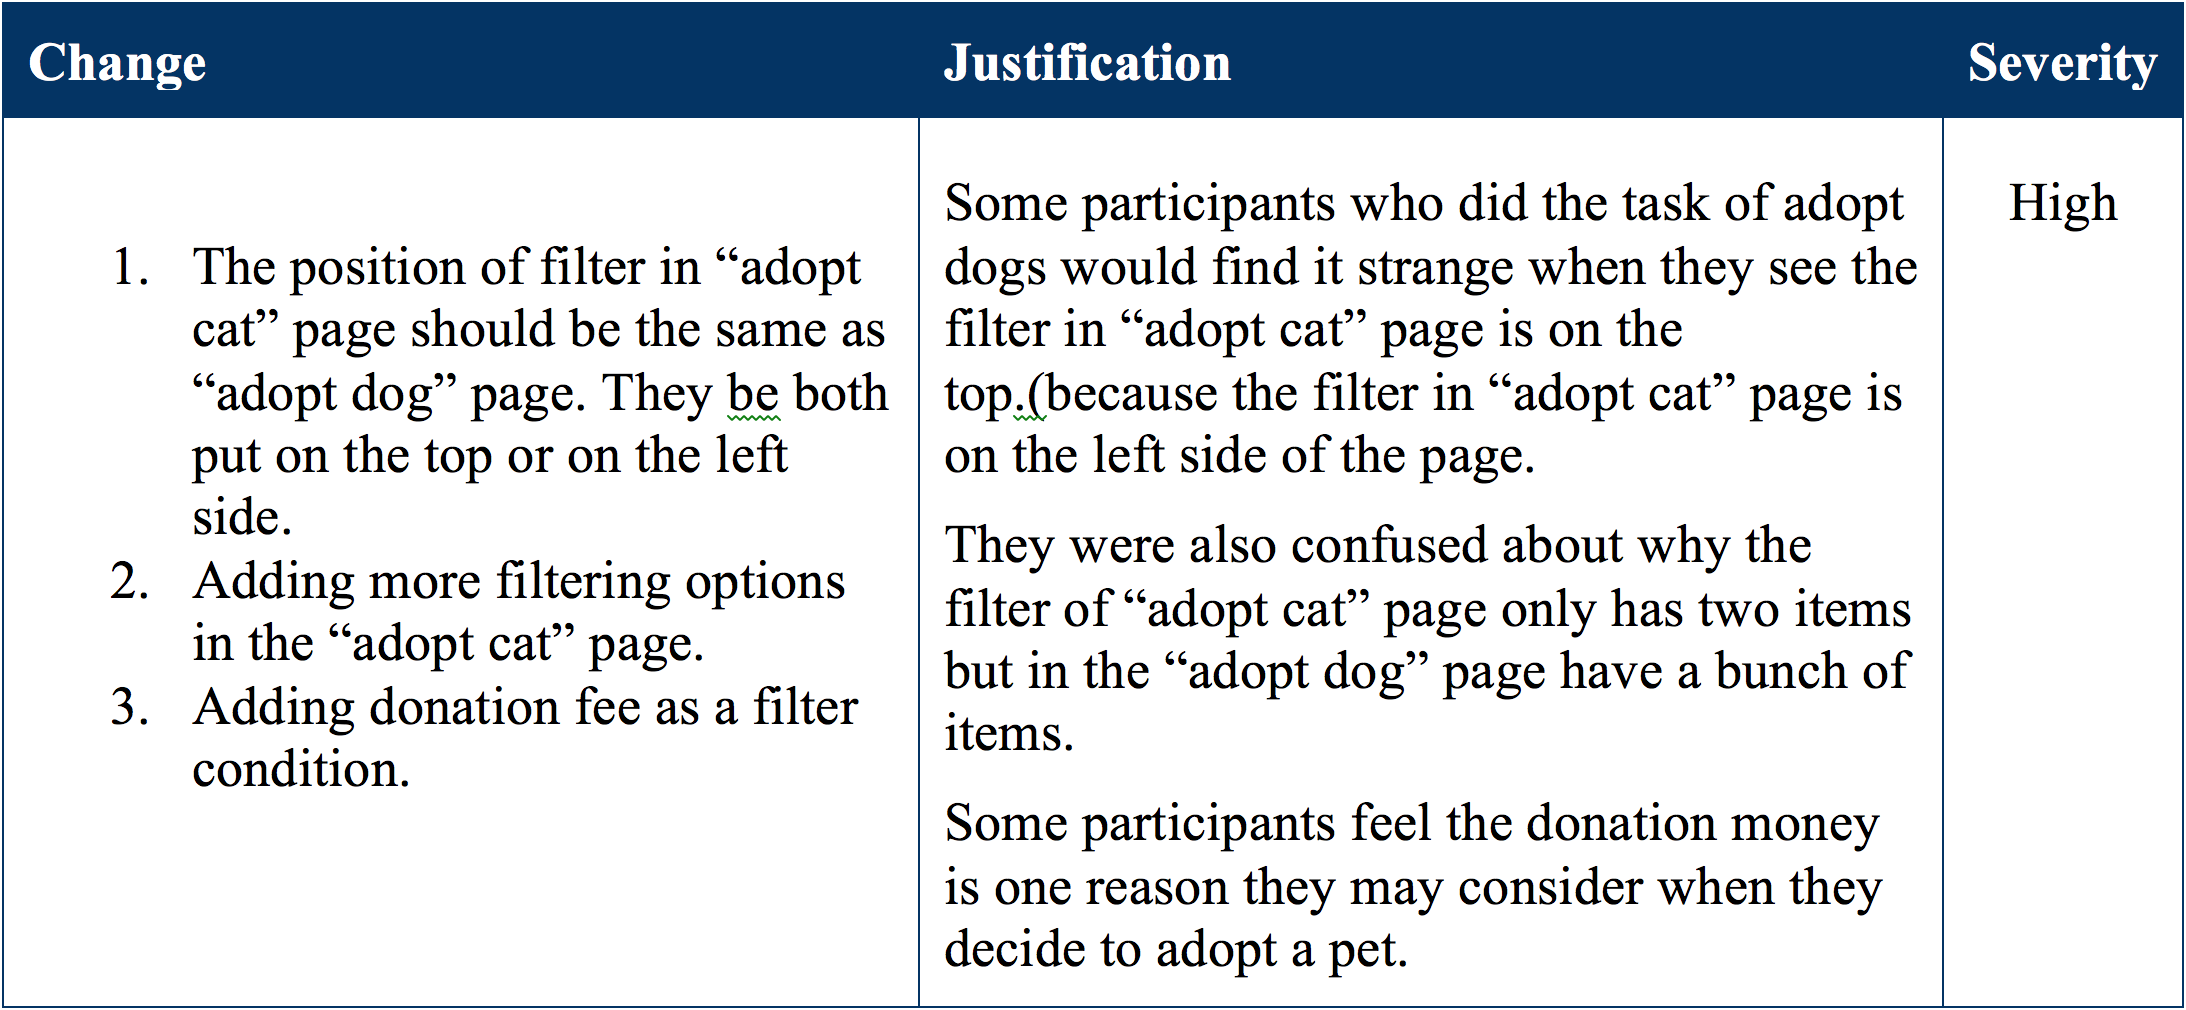 Change
Justification
Severity
1. The position of filter in “adopt
cat” page should be the same as
“adopt dog” page. They be both
put on the top or on the left
side.
2. Adding more filtering options
in the “adopt cat” page.
3. Adding donation fee as a filter
condition.
Some participants who did the task of adopt
dogs would find it strange when they see the
filter in “adopt cat” page is on the
top.(because the filter in “adopt cat” page is
on the left side of the page.
They were also confused about why the
filter of “adopt cat” page only has two items
but in the “adopt dog” page have a bunch of
items.
Some participants feel the donation money
is one reason they may consider when they
decide to adopt a pet.
High